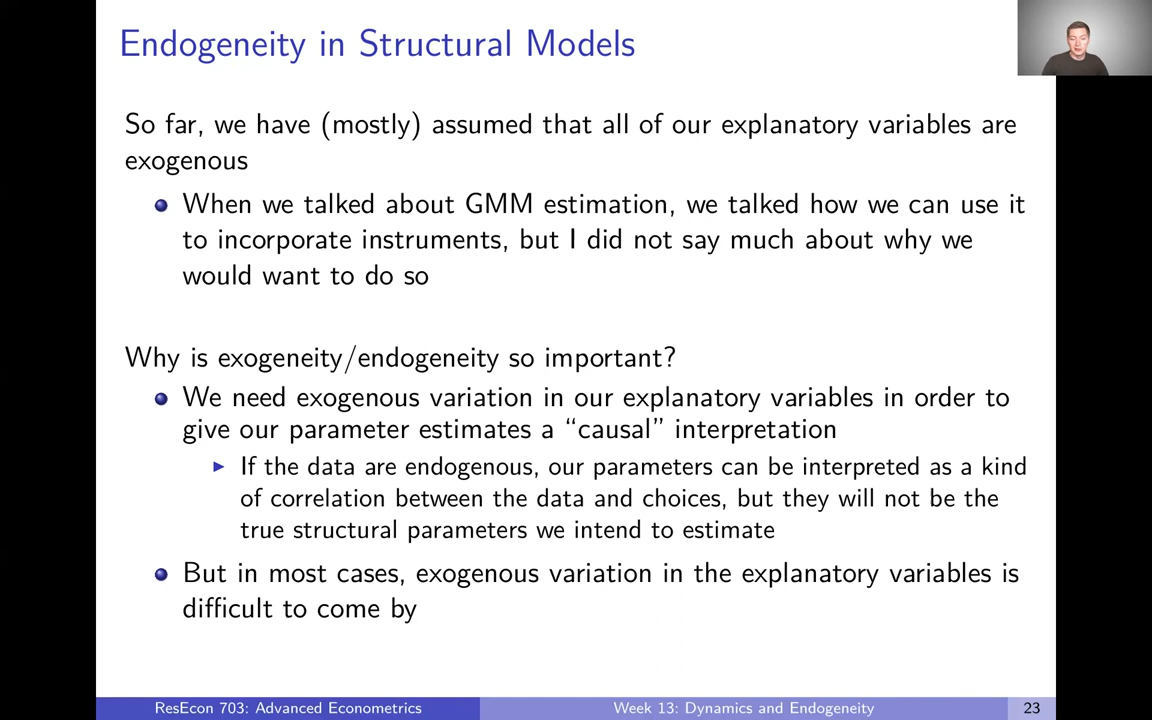 Endogeneity in Structural Models
So far, we have (mostly) assumed that all of our explanatory variables are
exogenous
When we talked about GMM estimation, we talked how we can use it
to incorporate instruments, but I did not say much about why we
would want to do so
Why is exogeneity/endogeneity so important?
We need exogenous variation in our explanatory variables in order to
give our parameter estimates a “causal” interpretation
If the data are endogenous, our parameters can be interpreted as a kind
of correlation between the data and choices, but they will not be the
true structural parameters we intend to estimate
But in most cases, exogenous variation in the explanatory variables is
difficult to come by
ResEcon 703: Advanced Econometrics
Week 13: Dynamics and Endogeneity
23